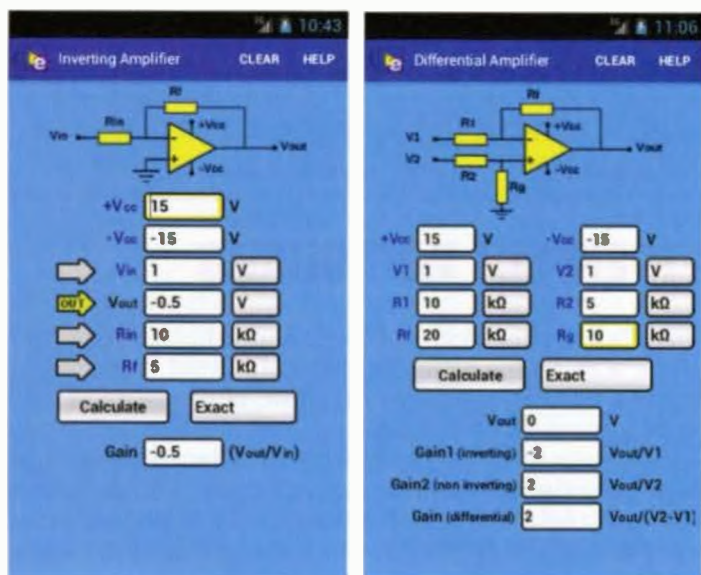 10:43
Inverting Amplifier CLEAR HELP
Rf
Vin Rin +Vcc
Vout
-Vcc
+Vcc 15 V
-Vcc -15 V
Vin 1 V
OUT Vout -0.5 V
Rin 10 kΩ
Rf 5 kΩ
Calculate Exact
Gain -0.5 (Vout/Vin)
11:06
Differential Amplifier CLEAR HELP
Rf
R1 +Vcc
V1
V2 Vout
R2 -Vcc
Rg
+Vcc 15 V -Vcc -15 V
V1 1 V V2 1 V
R1 10 kΩ R2 5 kΩ
Rf 20 kΩ Rg 10 kΩ
Calculate Exact
Vout 0 V
Gain1 (inverting) -2 Vout/V1
Gain2 (non inverting) 2 Vout/V2
Gain (differential) 2 Vout/(V2-V1)